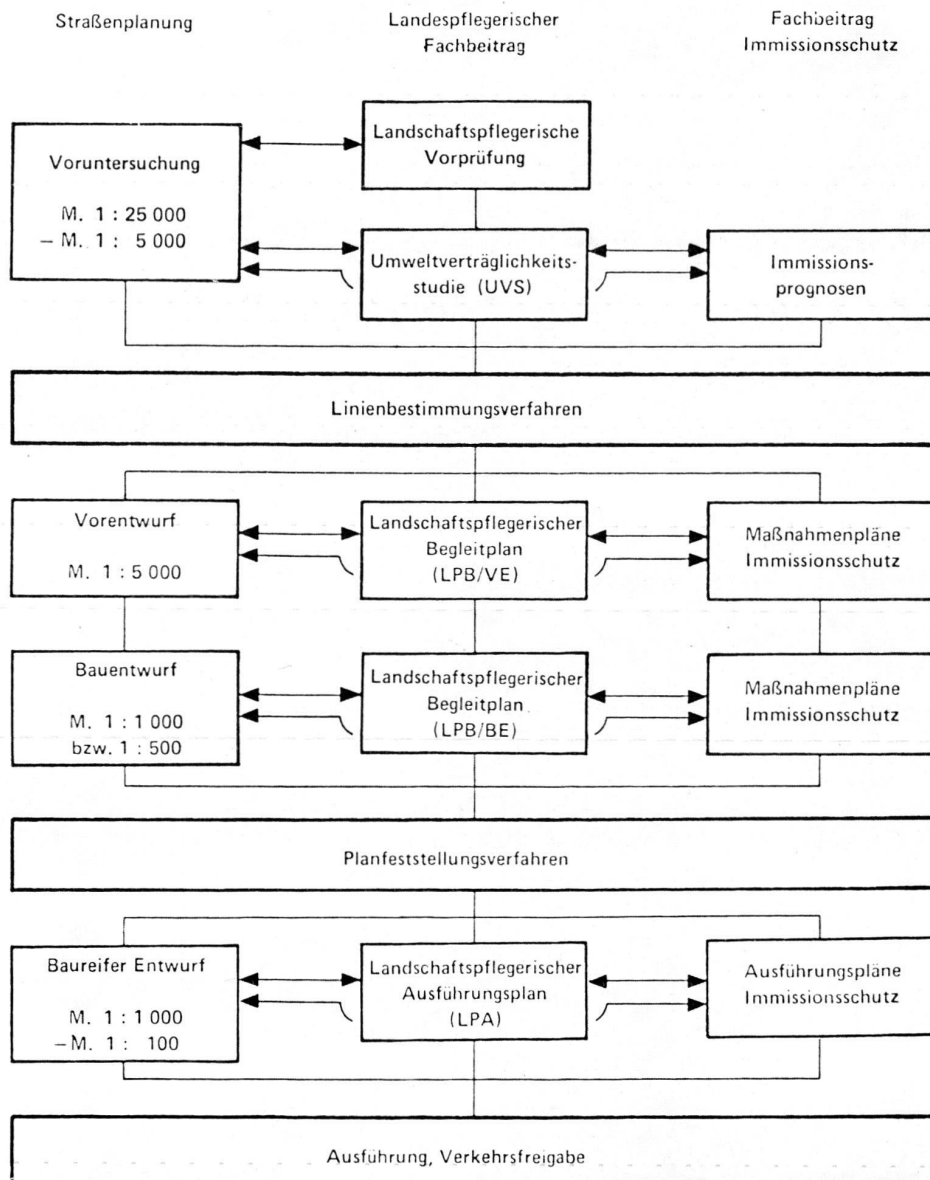 Straßenplanung
Landespflegerischer
Fachbeitrag
Fachbeitrag
Immissionsschutz
Voruntersuchung
M. 1 : 25 000
– M. 1 : 5 000
Landschaftspflegerische
Vorprüfung
Umweltverträglichkeits-
studie (UVS)
Immissions-
prognosen
Linienbestimmungsverfahren
Vorentwurf
M. 1 : 5 000
Landschaftspflegerischer
Begleitplan
(LPB/VE)
Maßnahmenpläne
Immissionsschutz
Bauentwurf
M. 1 : 1 000
bzw. 1 : 500
Landschaftspflegerischer
Begleitplan
(LPB/BE)
Maßnahmenpläne
Immissionsschutz
Planfeststellungsverfahren
Baureifer Entwurf
M. 1 : 1 000
– M. 1 : 100
Landschaftspflegerischer
Ausführungsplan
(LPA)
Ausführungspläne
Immissionsschutz
Ausführung, Verkehrsfreigabe